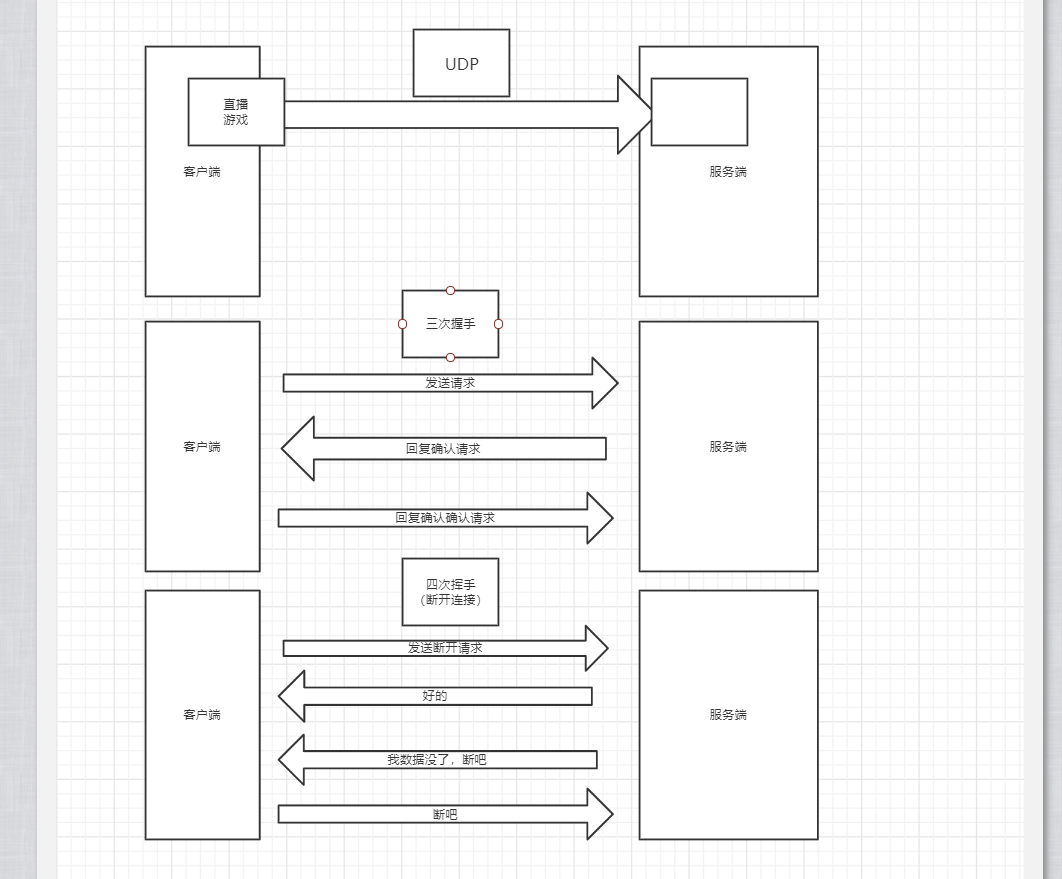 UDP
直播
游戏
客户端
服务端
三次握手
发送请求
客户端
回复确认请求
服务端
回复确认确认请求
四次挥手
（断开连接）
发送断开请求
好的
客户端
服务端
我数据没了，断吧
断吧